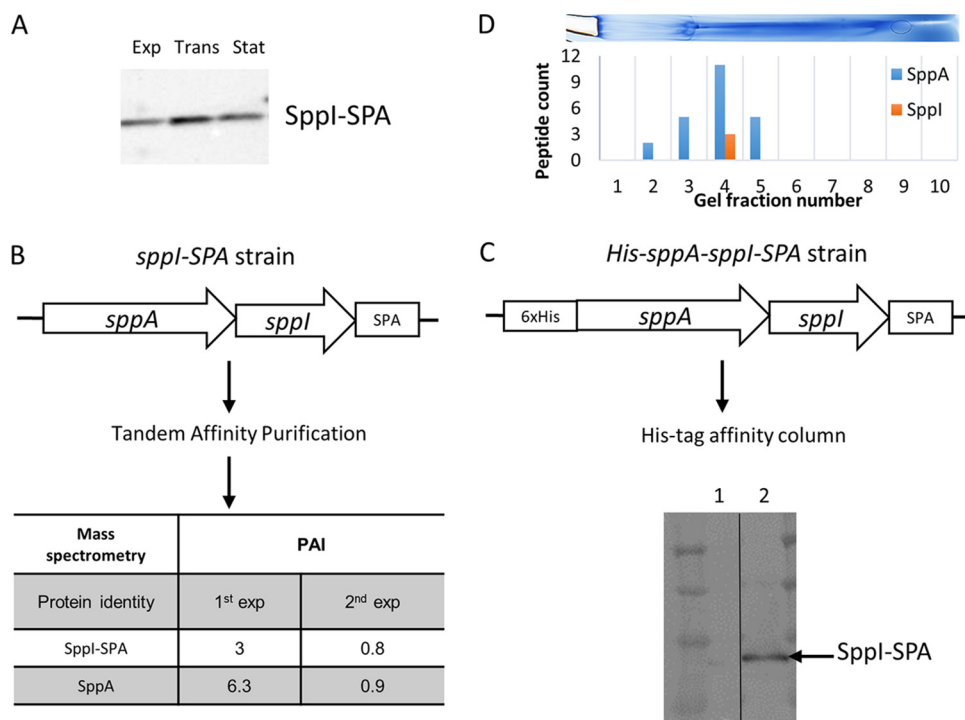 A
Exp Trans Stat
SppI-SPA
D
Peptide count
12
9
6
3
0
SppA
SppI
1 2 3 4 5 6 7 8 9 10
Gel fraction number
B
sppI-SPA strain
sppA sppI SPA
Tandem Affinity Purification
Mass spectrometry PAI
Protein identity 1st exp 2nd exp
SppI-SPA 3 0.8
SppA 6.3 0.9
C
His-sppA-sppI-SPA strain
6xHis sppA sppI SPA
His-tag affinity column
1 2
SppI-SPA